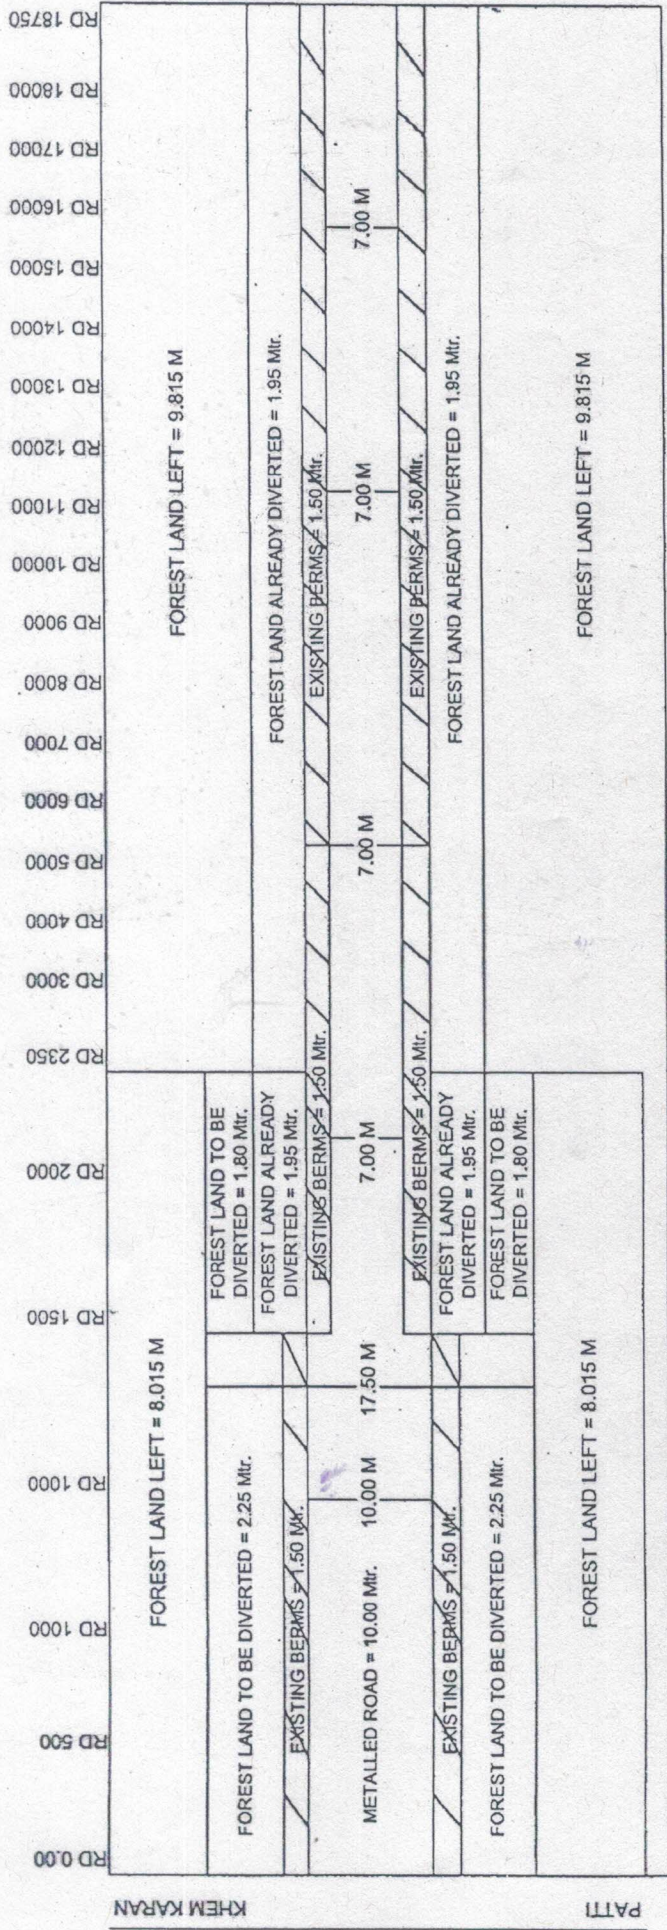 RD 0.00
RD 500
RD 1000
RD 1000
RD 1500
RD 2000
RD 2350
RD 3000
RD 4000
RD 5000
RD 6000
RD 7000
RD 8000
RD 9000
RD 10000
RD 11000
RD 12000
RD 13000
RD 14000
RD 15000
RD 16000
RD 17000
RD 18000
RD 18750
KHEM KARAN
FOREST LAND LEFT = 8.015 M
FOREST LAND LEFT = 9.815 M
FOREST LAND TO BE DIVERTED = 2.25 Mtr.
FOREST LAND TO BE
DIVERTED = 1.80 Mtr.
FOREST LAND ALREADY
DIVERTED = 1.95 Mtr.
FOREST LAND ALREADY DIVERTED = 1.95 Mtr.
EXISTING BERMS = 1.50 Mtr.
EXISTING BERMS = 1.50 Mtr.
EXISTING BERMS = 1.50 Mtr.
METALLED ROAD = 10.00 Mtr.
10.00 M
17.50 M
7.00 M
7.00 M
7.00 M
7.00 M
EXISTING BERMS = 1.50 Mtr.
EXISTING BERMS = 1.50 Mtr.
EXISTING BERMS = 1.50 Mtr.
FOREST LAND TO BE DIVERTED = 2.25 Mtr.
FOREST LAND ALREADY
DIVERTED = 1.95 Mtr.
FOREST LAND TO BE
DIVERTED = 1.80 Mtr.
FOREST LAND ALREADY DIVERTED = 1.95 Mtr.
FOREST LAND LEFT = 8.015 M
FOREST LAND LEFT = 9.815 M
PATTI